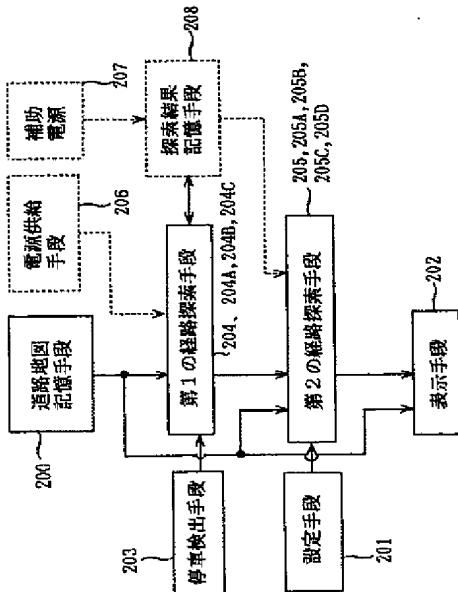 207
補助
電源
208
探索結果
記憶手段
206
電源供給
手段
204、204A,204B,204C
第1の経路探索手段
205,205A,205B,
205C,205D
第2の経路探索手段
202
表示手段
道路地図
記憶手段
200
停車検出手段
203
設定手段
201